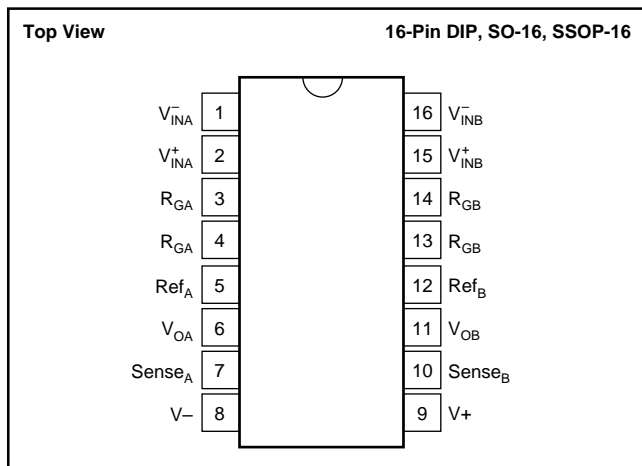 Top View 16-Pin DIP, SO-16, SSOP-16
V⁻INA 1 16 V⁻INB
V⁺INA 2 15 V⁺INB
RGA 3 14 RGB
RGA 4 13 RGB
RefA 5 12 RefB
VOA 6 11 VOB
SenseA 7 10 SenseB
V– 8 9 V+